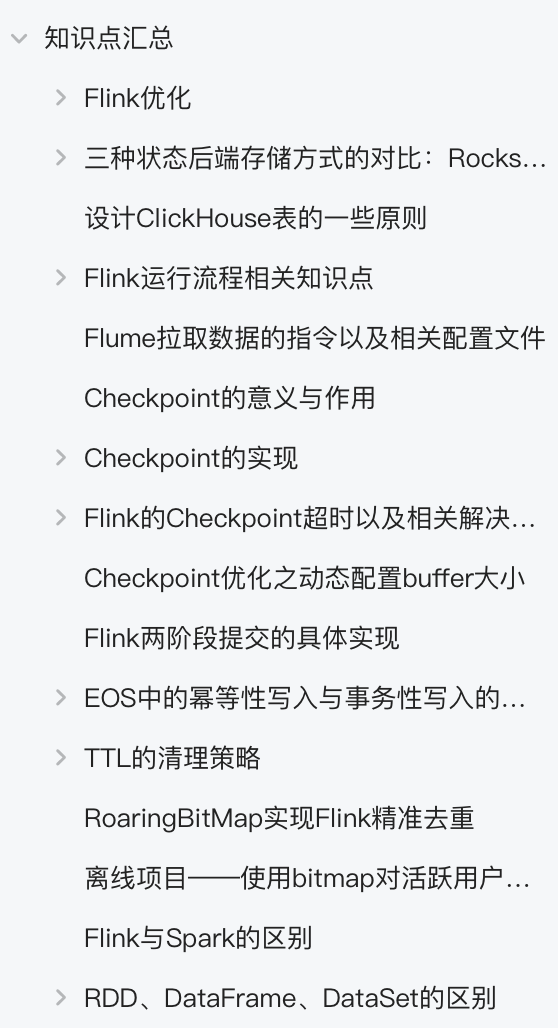 知识点汇总
Flink优化
三种状态后端存储方式的对比：Rocks...
设计ClickHouse表的一些原则
Flink运行流程相关知识点
Flume拉取数据的指令以及相关配置文件
Checkpoint的意义与作用
Checkpoint的实现
Flink的Checkpoint超时以及相关解决...
Checkpoint优化之动态配置buffer大小
Flink两阶段提交的具体实现
EOS中的幂等性写入与事务性写入的...
TTL的清理策略
RoaringBitMap实现Flink精准去重
离线项目——使用bitmap对活跃用户...
Flink与Spark的区别
RDD、DataFrame、DataSet的区别